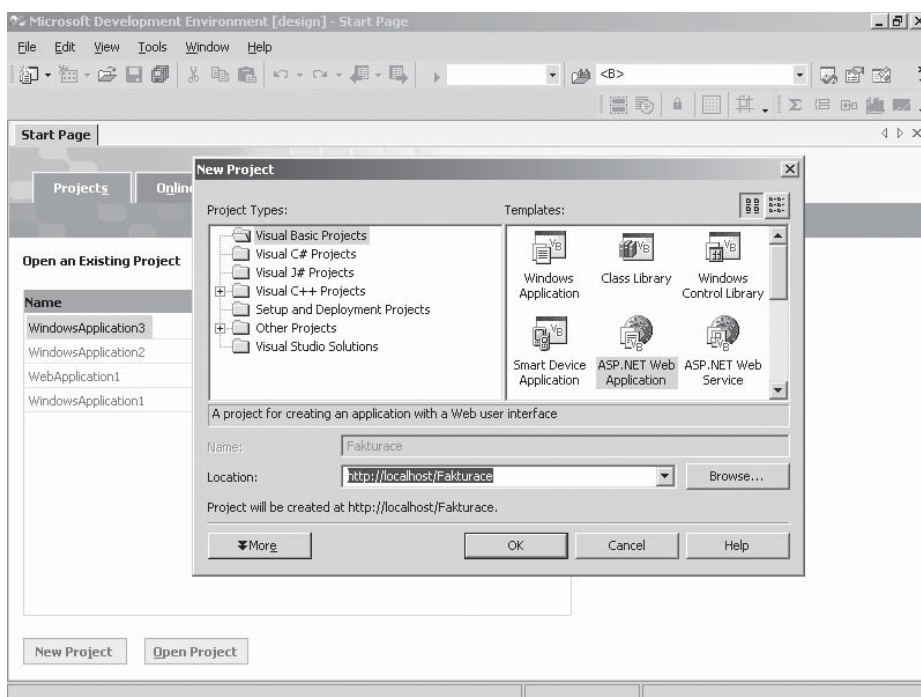 Microsoft Development Environment [design] - Start Page
File Edit View Tools Window Help
<B>
Start Page
Projects
Online
New Project
Project Types:
Templates:
Visual Basic Projects
Visual C# Projects
Visual J# Projects
Visual C++ Projects
Setup and Deployment Projects
Other Projects
Visual Studio Solutions
Windows Application
Class Library
Windows Control Library
Smart Device Application
ASP.NET Web Application
ASP.NET Web Service
A project for creating an application with a Web user interface
Name: Fakturace
Location: http://localhost/Fakturace
Browse...
Project will be created at http://localhost/Fakturace.
More
OK
Cancel
Help
Open an Existing Project
Name
WindowsApplication3
WindowsApplication2
WebApplication1
WindowsApplication1
New Project
Open Project